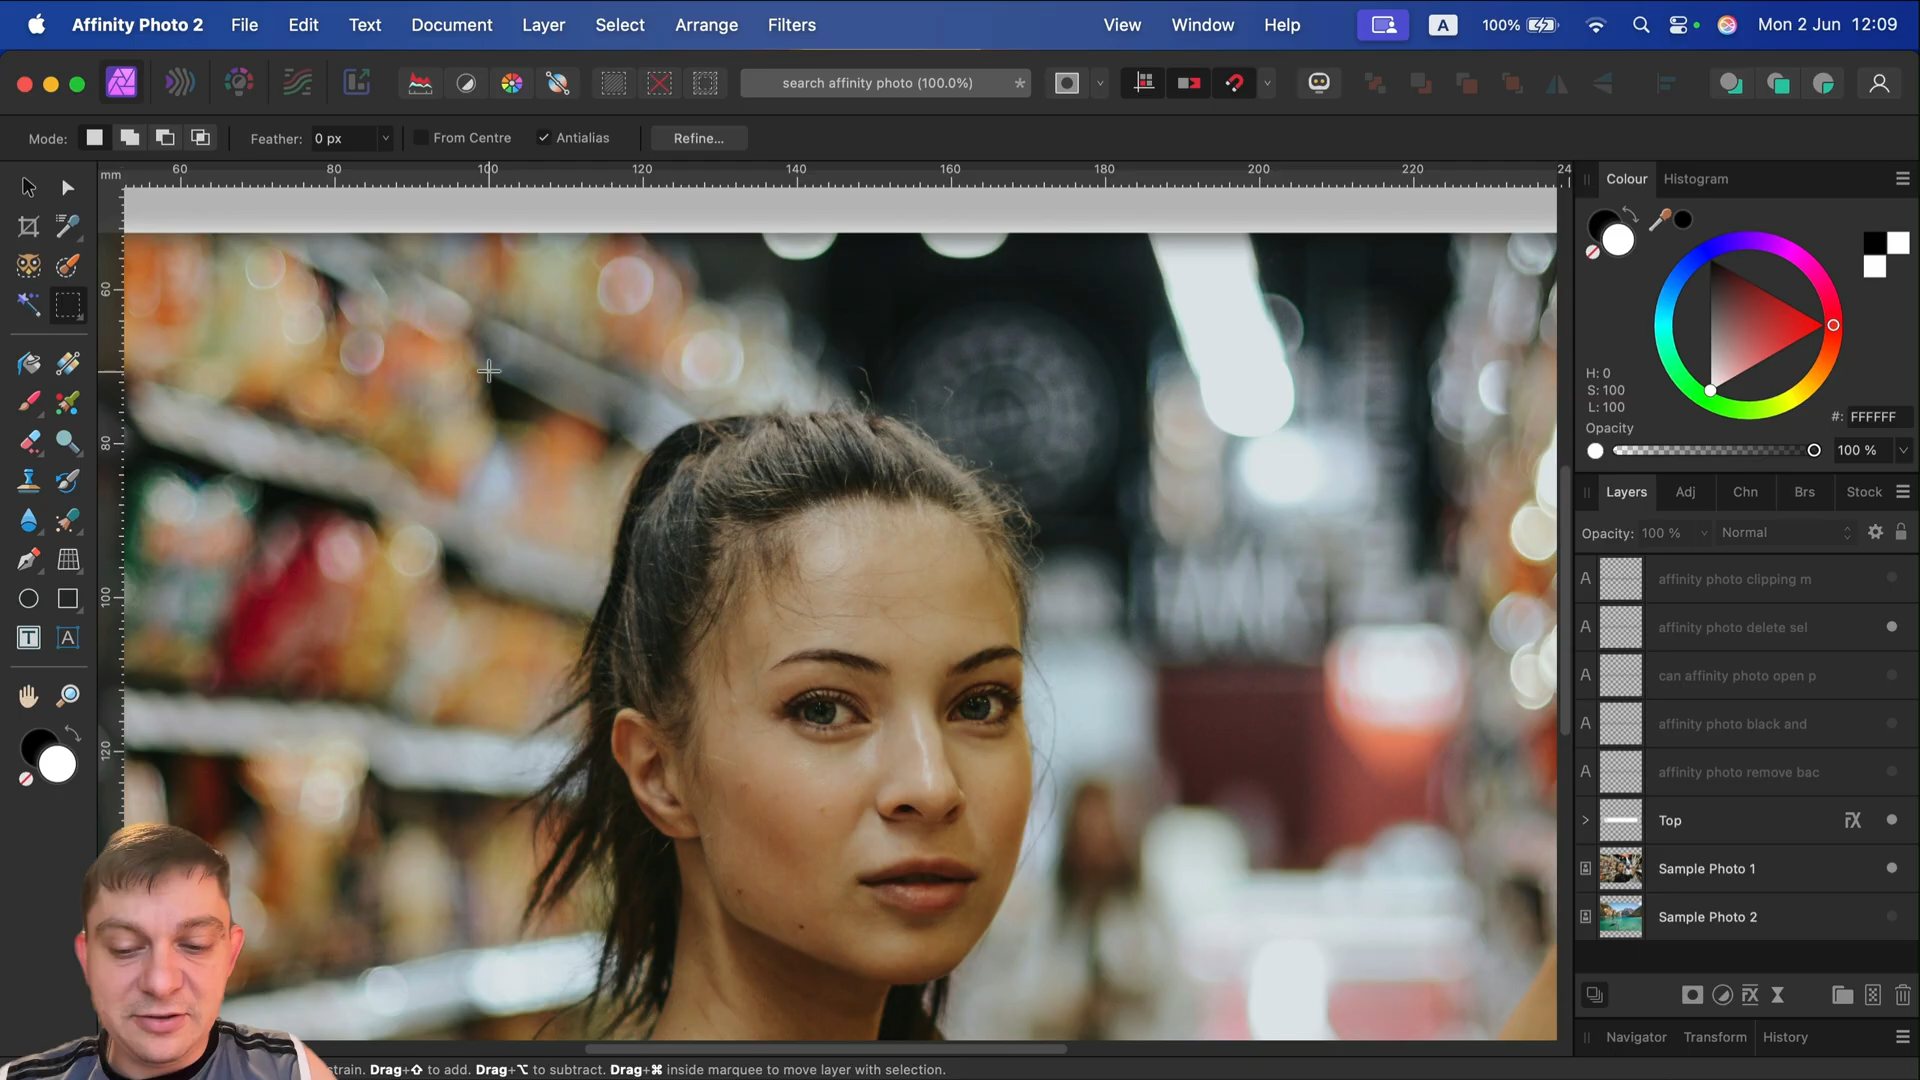 Affinity Photo 2 File Edit Text Document Layer Select Arrange Filters View Window Help A 100% Mon 2 Jun 12:09
search affinity photo (100.0%) *
Mode: Feather: 0 px From Centre Antialias Refine...
mm 60 80 100 120 140 160 180 200 220 24
60
80
100
120
Colour Histogram
H: 0
S: 100
L: 100
#: FFFFFF
Opacity
100 %
Layers Adj Chn Brs Stock
Opacity: 100 % Normal
A affinity photo clipping m
A affinity photo delete sel
A can affinity photo open p
A affinity photo black and
A affinity photo remove bac
Top FX
Sample Photo 1
Sample Photo 2
Navigator Transform History
strain. Drag+⇧ to add. Drag+⌥ to subtract. Drag+⌘ inside marquee to move layer with selection.